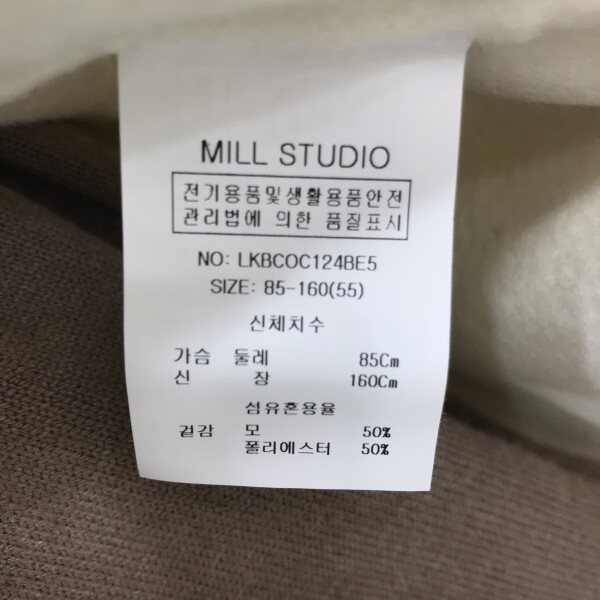 MILL STUDIO
전기용품및생활용품안전
관리법에 의한 품질표시
NO: LKBCOC124BE5
SIZE: 85-160(55)
신체치수
가슴 둘레 85Cm
신 장 160Cm
섬유혼용율
겉감 모 50%
폴리에스터 50%